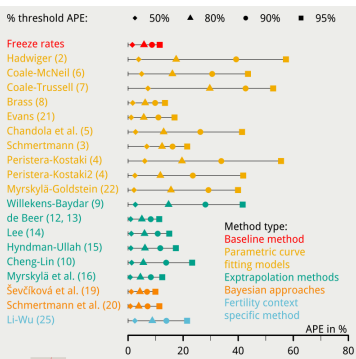 % threshold APE: 50% 80% 90% 95%
Freeze rates
Hadwiger (2)
Coale-McNeil (6)
Coale-Trussell (7)
Brass (8)
Evans (21)
Chandola et al. (5)
Schmertmann (3)
Peristera-Kostaki (4)
Peristera-Kostaki2 (4)
Myrskylä-Goldstein (22)
Willekens-Baydar (9)
de Beer (12, 13)
Lee (14)
Hyndman-Ullah (15)
Cheng-Lin (10)
Myrskylä et al. (16)
Ševčíková et al. (19)
Schmertmann et al. (20)
Li-Wu (25)
Method type:
Baseline method
Parametric curve
fitting models
Extrapolation methods
Bayesian approaches
Fertility context
specific method
APE in %
0 20 40 60 80